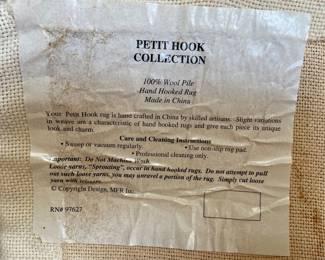 PETIT HOOK
COLLECTION
100% Wool Pile
Hand Hooked Rug
Made in China
Your Petit Hook rug is hand crafted in China by skilled artisans. Slight variations
in weave are a characteristic of hand hooked rugs and give each piece its unique
look and charm.
Care and Cleaning Instructions
• Sweep or vacuum regularly. • Use non-slip rug pad.
• Professional cleaning only.
Important: Do Not Machine Wash.
Loose yarns, "Sprouting", occur in hand hooked rugs. Do not attempt to pull
out such loose yarns, you may unravel a portion of the rug. Simply cut loose
yarn with scissors.
© Copyright Design, MFR Inc.
RN# 97627